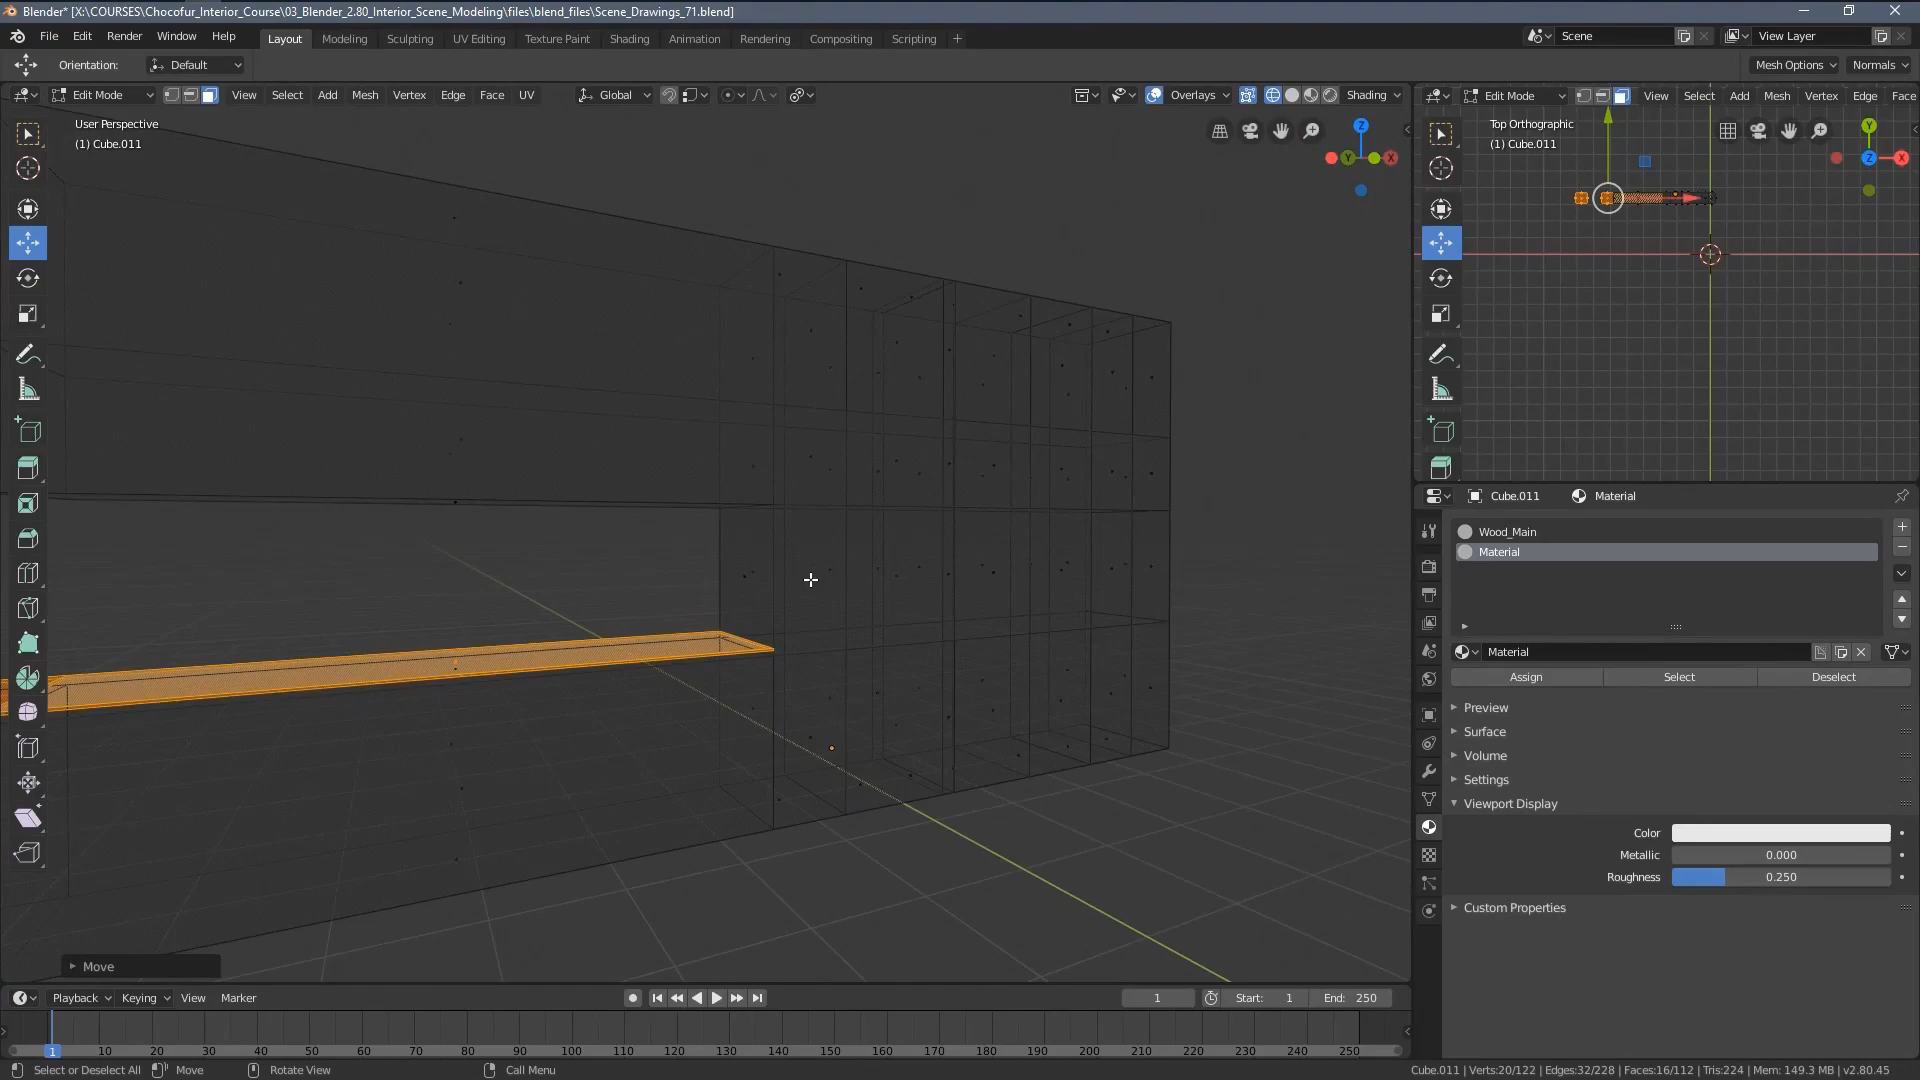 Blender* [X:\COURSES\Chocofur_Interior_Course\03_Blender_2.80_Interior_Scene_Modeling\files\blend_files\Scene_Drawings_71.blend]
File Edit Render Window Help Layout Modeling Sculpting UV Editing Texture Paint Shading Animation Rendering Compositing Scripting + Scene View Layer
Orientation: Default Mesh Options Normals
Edit Mode View Select Add Mesh Vertex Edge Face UV Global Overlays Shading
Edit Mode View Select Add Mesh Vertex Edge Face
User Perspective
(1) Cube.011
Z
Y
X
Top Orthographic
(1) Cube.011
Y
Z
X
Cube.011 Material
Wood_Main
Material
Material
Assign Select Deselect
Preview
Surface
Volume
Settings
Viewport Display
Color
Metallic 0.000
Roughness 0.250
Custom Properties
Move
Playback Keying View Marker 1 Start: 1 End: 250
1 10 20 30 40 50 60 70 80 90 100 110 120 130 140 150 160 170 180 190 200 210 220 230 240 250
Select or Deselect All Move Rotate View Call Menu Cube.011 | Verts:20/122 | Edges:32/228 | Faces:16/112 | Tris:224 | Mem: 149.3 MB | v2.80.45